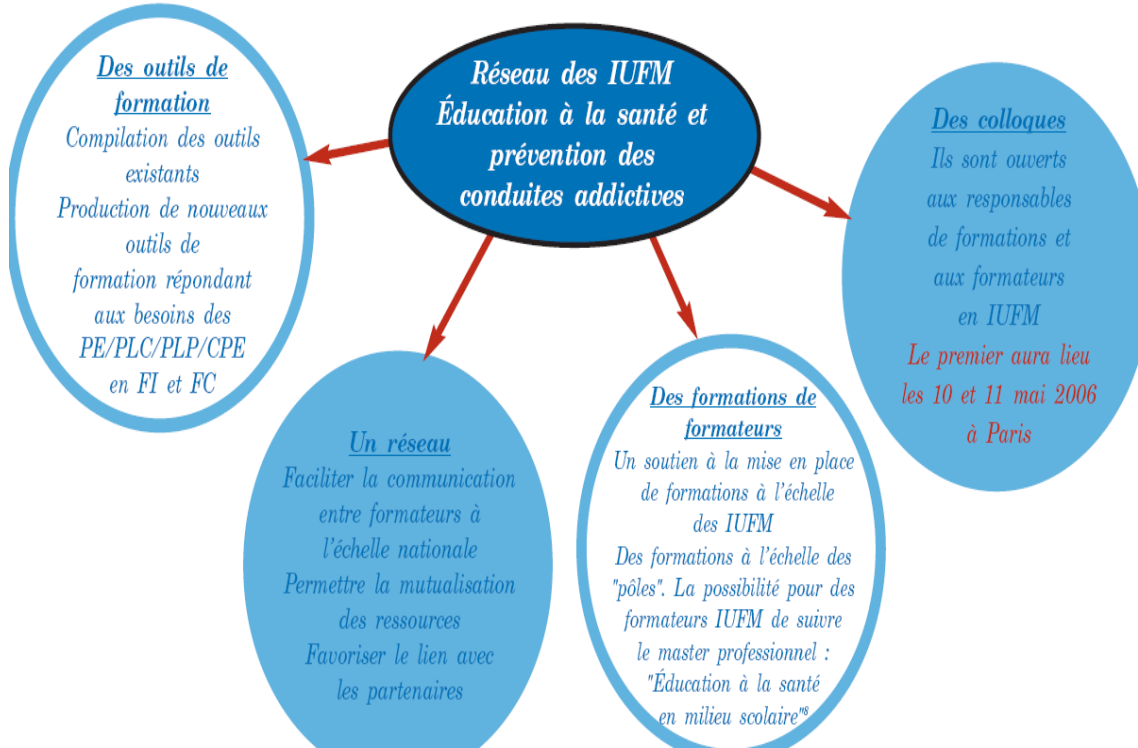 Réseau des IUFM
Éducation à la santé et
prévention des
conduites addictives
Des outils de
formation
Compilation des outils
existants
Production de nouveaux
outils de
formation répondant
aux besoins des
PE/PLC/PLP/CPE
en FI et FC
Un réseau
Faciliter la communication
entre formateurs à
l'échelle nationale
Permettre la mutualisation
des ressources
Favoriser le lien avec
les partenaires
Des formations de
formateurs
Un soutien à la mise en place
de formations à l'échelle
des IUFM
Des formations à l'échelle des
"pôles". La possibilité pour des
formateurs IUFM de suivre
le master professionnel :
"Éducation à la santé
en milieu scolaire"⁸
Des colloques
Ils sont ouverts
aux responsables
de formations et
aux formateurs
en IUFM
Le premier aura lieu
les 10 et 11 mai 2006
à Paris